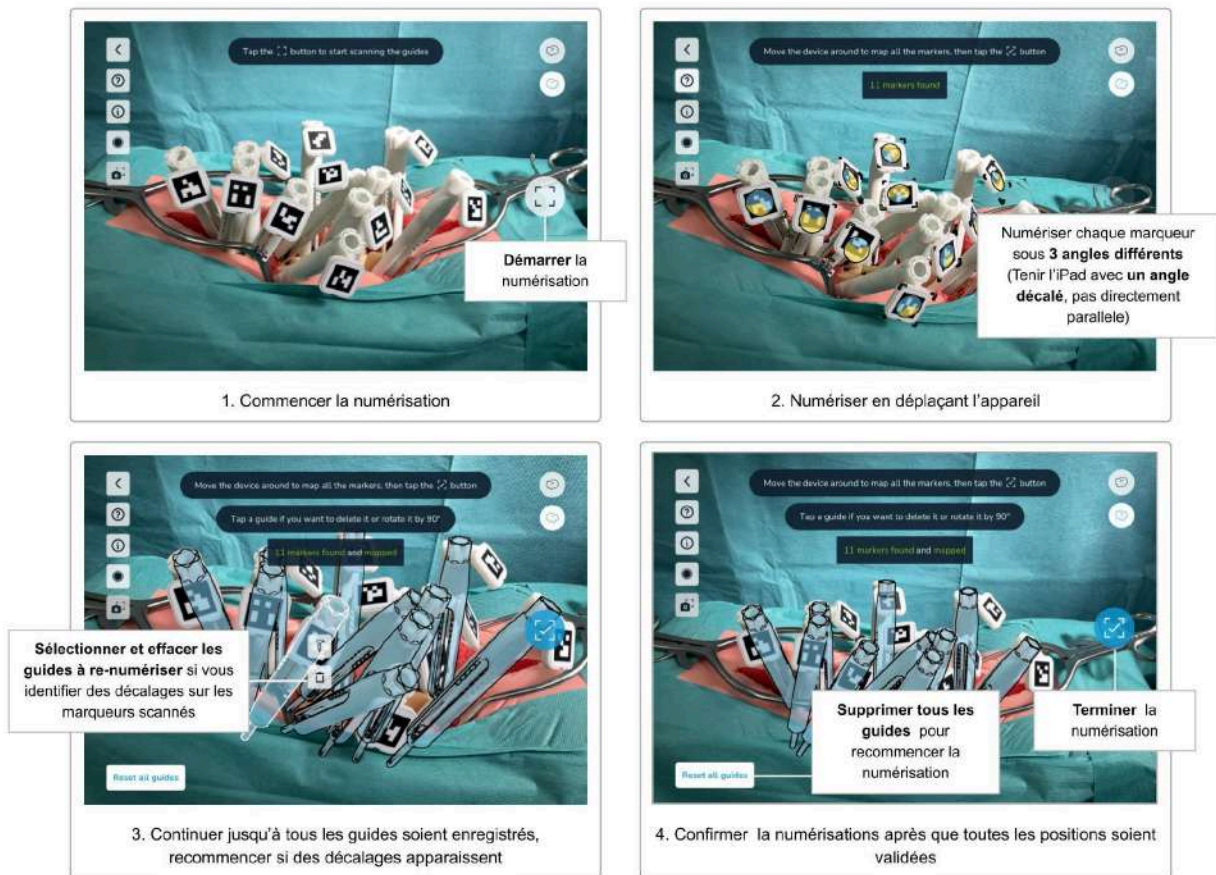 Tap the button to start scanning the guides
Démarrer la
numérisation
1. Commencer la numérisation
Move the device around to map all the markers, then tap the button
11 markers found
Numériser chaque marqueur
sous 3 angles différents
(Tenir l'iPad avec un angle
décalé, pas directement
parallele)
2. Numériser en déplaçant l'appareil
Move the device around to map all the markers, then tap the button
Tap a guide if you want to delete it or rotate it by 90°
11 markers found and mapped
Sélectionner et effacer les
guides à re-numériser si vous
identifier des décalages sur les
marqueurs scannés
Reset all guides
3. Continuer jusqu'à tous les guides soient enregistrés,
recommencer si des décalages apparaissent
Move the device around to map all the markers, then tap the button
Tap a guide if you want to delete it or rotate it by 90°
11 markers found and mapped
Supprimer tous les
guides pour
recommencer la
numérisation
Terminer la
numérisation
Reset all guides
4. Confirmer la numérisations après que toutes les positions soient
validées